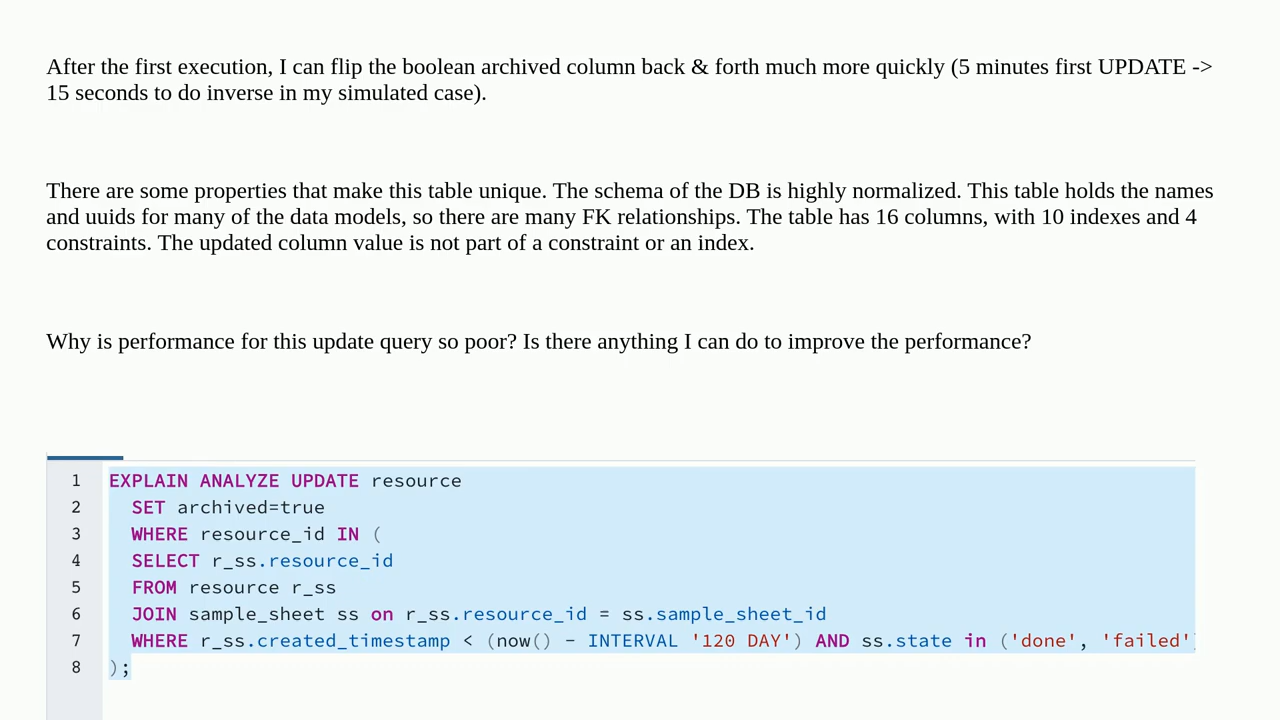 After the first execution, I can flip the boolean archived column back & forth much more quickly (5 minutes first UPDATE ->
15 seconds to do inverse in my simulated case).
There are some properties that make this table unique. The schema of the DB is highly normalized. This table holds the names
and uuids for many of the data models, so there are many FK relationships. The table has 16 columns, with 10 indexes and 4
constraints. The updated column value is not part of a constraint or an index.
Why is performance for this update query so poor? Is there anything I can do to improve the performance?
1 EXPLAIN ANALYZE UPDATE resource
2 SET archived=true
3 WHERE resource_id IN (
4 SELECT r_ss.resource_id
5 FROM resource r_ss
6 JOIN sample_sheet ss on r_ss.resource_id = ss.sample_sheet_id
7 WHERE r_ss.created_timestamp < (now() - INTERVAL '120 DAY') AND ss.state in ('done', 'failed'
8 );